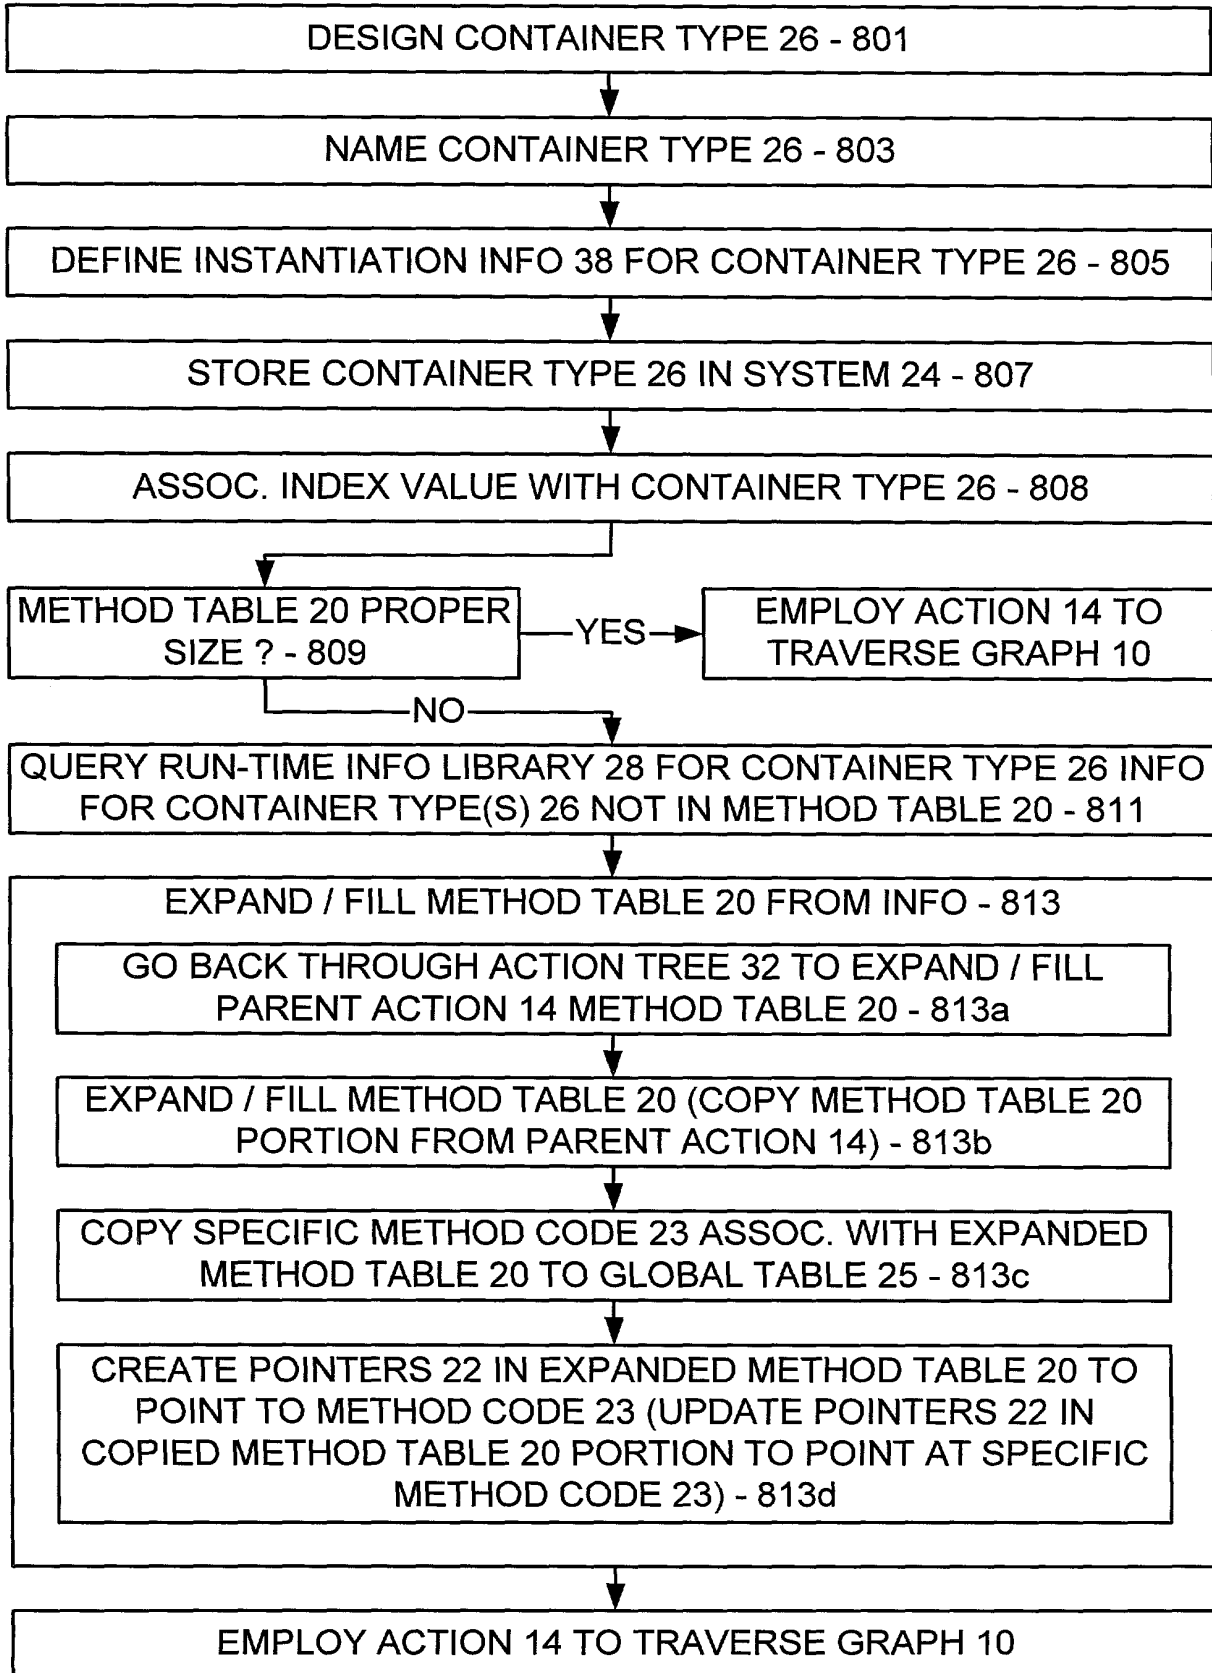 DESIGN CONTAINER TYPE 26 - 801
NAME CONTAINER TYPE 26 - 803
DEFINE INSTANTIATION INFO 38 FOR CONTAINER TYPE 26 - 805
STORE CONTAINER TYPE 26 IN SYSTEM 24 - 807
ASSOC. INDEX VALUE WITH CONTAINER TYPE 26 - 808
METHOD TABLE 20 PROPER
SIZE ? - 809
YES
EMPLOY ACTION 14 TO
TRAVERSE GRAPH 10
NO
QUERY RUN-TIME INFO LIBRARY 28 FOR CONTAINER TYPE 26 INFO
FOR CONTAINER TYPE(S) 26 NOT IN METHOD TABLE 20 - 811
EXPAND / FILL METHOD TABLE 20 FROM INFO - 813
GO BACK THROUGH ACTION TREE 32 TO EXPAND / FILL
PARENT ACTION 14 METHOD TABLE 20 - 813a
EXPAND / FILL METHOD TABLE 20 (COPY METHOD TABLE 20
PORTION FROM PARENT ACTION 14) - 813b
COPY SPECIFIC METHOD CODE 23 ASSOC. WITH EXPANDED
METHOD TABLE 20 TO GLOBAL TABLE 25 - 813c
CREATE POINTERS 22 IN EXPANDED METHOD TABLE 20 TO
POINT TO METHOD CODE 23 (UPDATE POINTERS 22 IN
COPIED METHOD TABLE 20 PORTION TO POINT AT SPECIFIC
METHOD CODE 23) - 813d
EMPLOY ACTION 14 TO TRAVERSE GRAPH 10